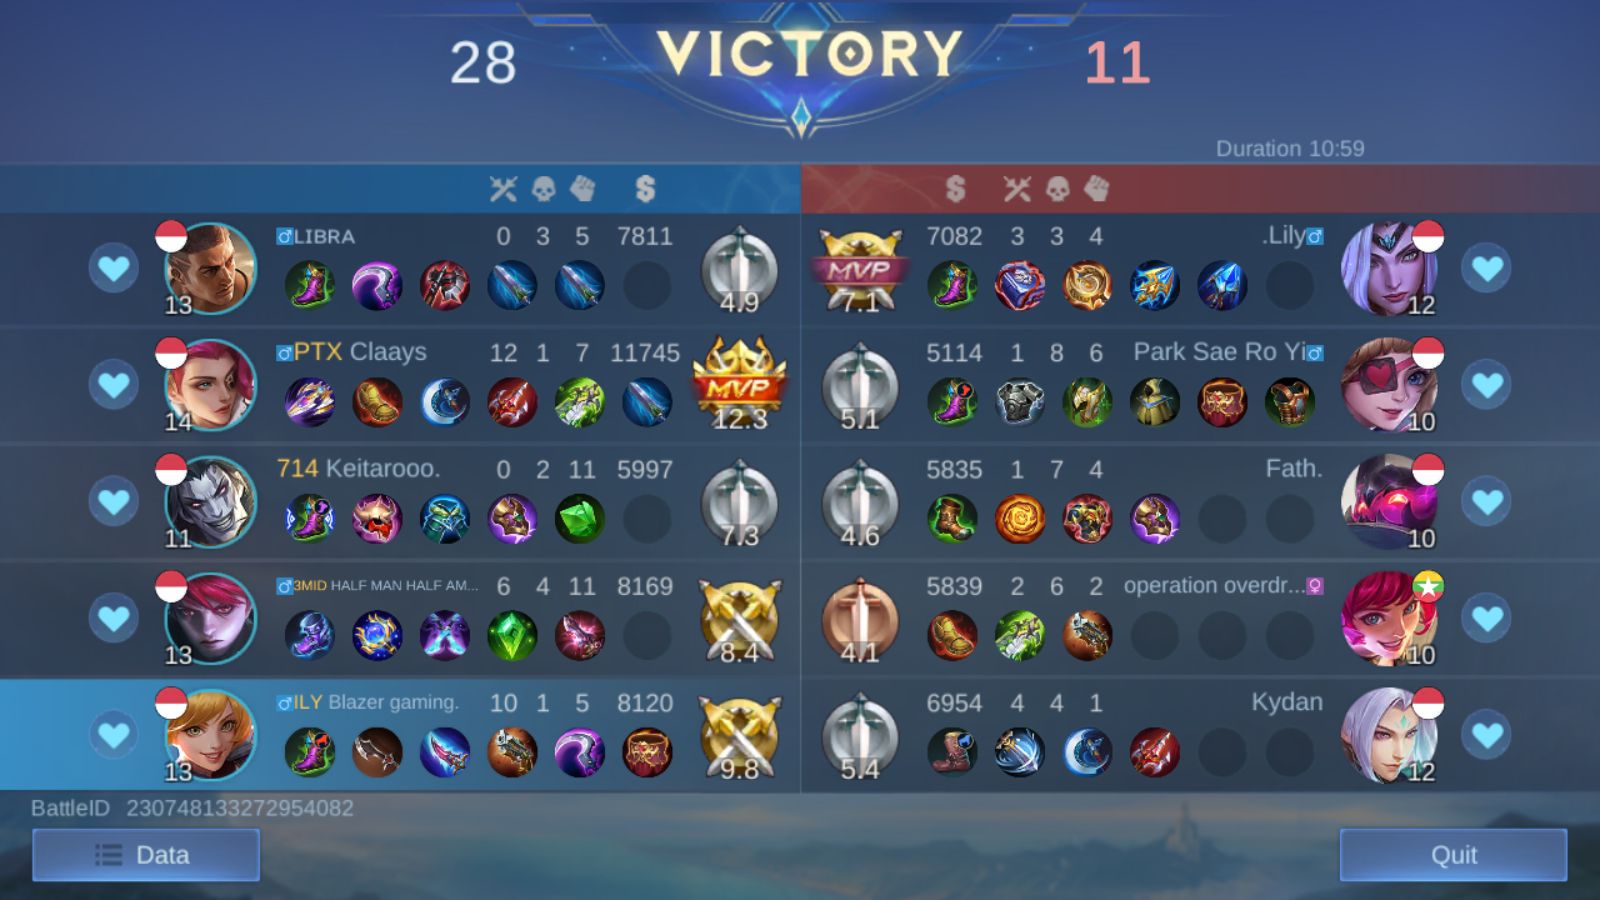 28 VICTORY 11
Duration 10:59
LIBRA 0 3 5 7811
13 4.9
MVP 7.1
7082 3 3 4 .Lily
12
PTX Claays 12 1 7 11745
14 MVP 12.3
5.1
5114 1 8 6 Park Sae Ro Yi
10
714 Keitarooo. 0 2 11 5997
11 7.3
4.6
5835 1 7 4 Fath.
10
3MID HALF MAN HALF AM... 6 4 11 8169
13 8.4
4.1
5839 2 6 2 operation overdr...
10
ILY Blazer gaming. 10 1 5 8120
13 9.8
5.4
6954 4 4 1 Kydan
12
BattleID 230748133272954082
Data
Quit